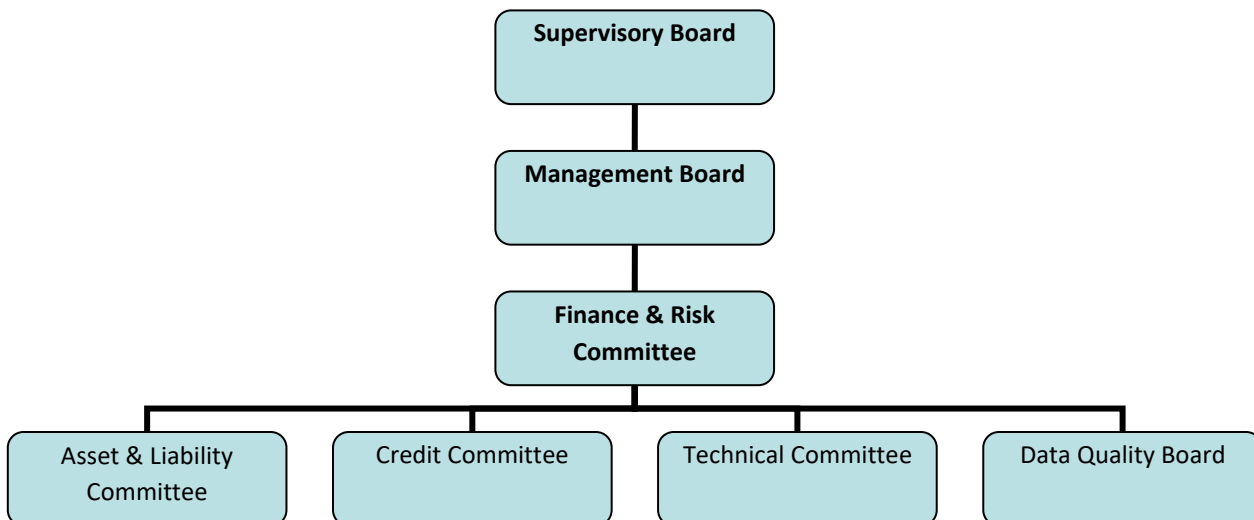 Supervisory Board
Management Board
Finance & Risk
Committee
Asset & Liability
Committee
Credit Committee
Technical Committee
Data Quality Board